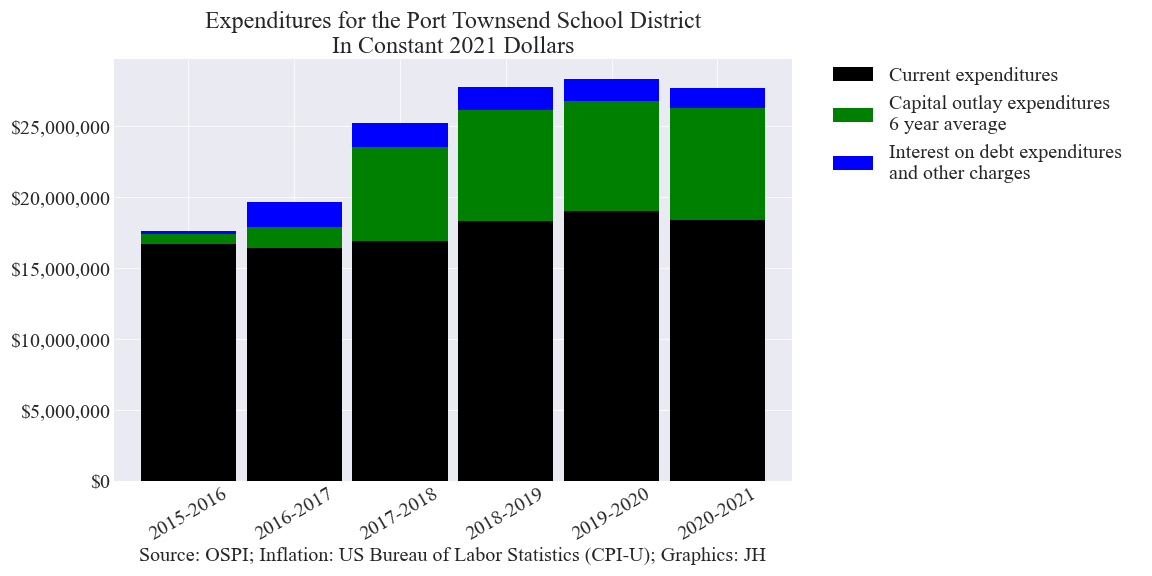 Expenditures for the Port Townsend School District
In Constant 2021 Dollars
Current expenditures
Capital outlay expenditures
6 year average
Interest on debt expenditures
and other charges
$25,000,000
$20,000,000
$15,000,000
$10,000,000
$5,000,000
$0
2015-2016
2016-2017
2017-2018
2018-2019
2019-2020
2020-2021
Source: OSPI; Inflation: US Bureau of Labor Statistics (CPI-U); Graphics: JH